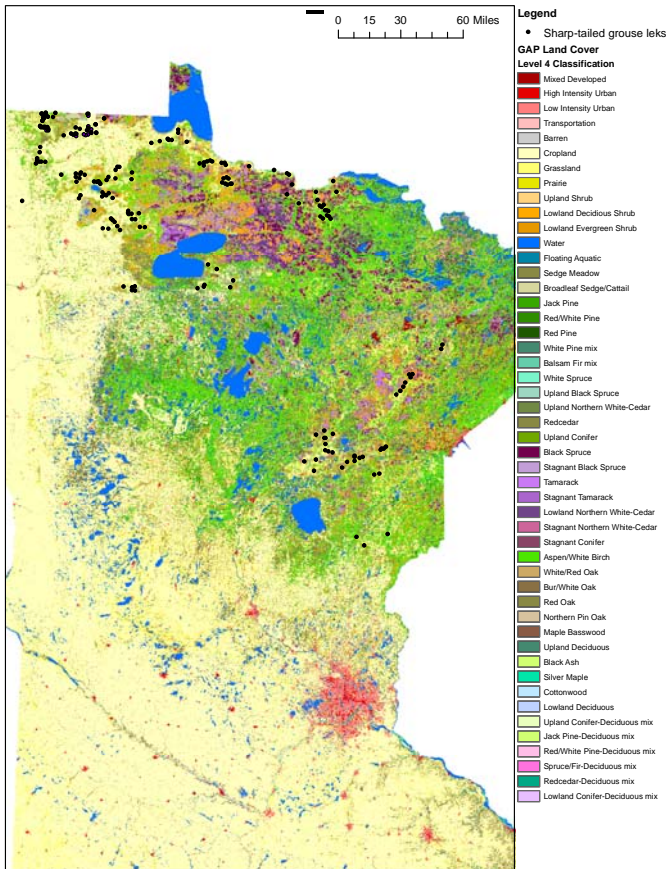 0 15 30 60 Miles
Legend
Sharp-tailed grouse leks
GAP Land Cover
Level 4 Classification
Mixed Developed
High Intensity Urban
Low Intensity Urban
Transportation
Barren
Cropland
Grassland
Prairie
Upland Shrub
Lowland Decidious Shrub
Lowland Evergreen Shrub
Water
Floating Aquatic
Sedge Meadow
Broadleaf Sedge/Cattail
Jack Pine
Red/White Pine
Red Pine
White Pine mix
Balsam Fir mix
White Spruce
Upland Black Spruce
Upland Northern White-Cedar
Redcedar
Upland Conifer
Black Spruce
Stagnant Black Spruce
Tamarack
Stagnant Tamarack
Lowland Northern White-Cedar
Stagnant Northern White-Cedar
Stagnant Conifer
Aspen/White Birch
White/Red Oak
Bur/White Oak
Red Oak
Northern Pin Oak
Maple Basswood
Upland Deciduous
Black Ash
Silver Maple
Cottonwood
Lowland Deciduous
Upland Conifer-Deciduous mix
Jack Pine-Deciduous mix
Red/White Pine-Deciduous mix
Spruce/Fir-Deciduous mix
Redcedar-Deciduous mix
Lowland Conifer-Deciduous mix